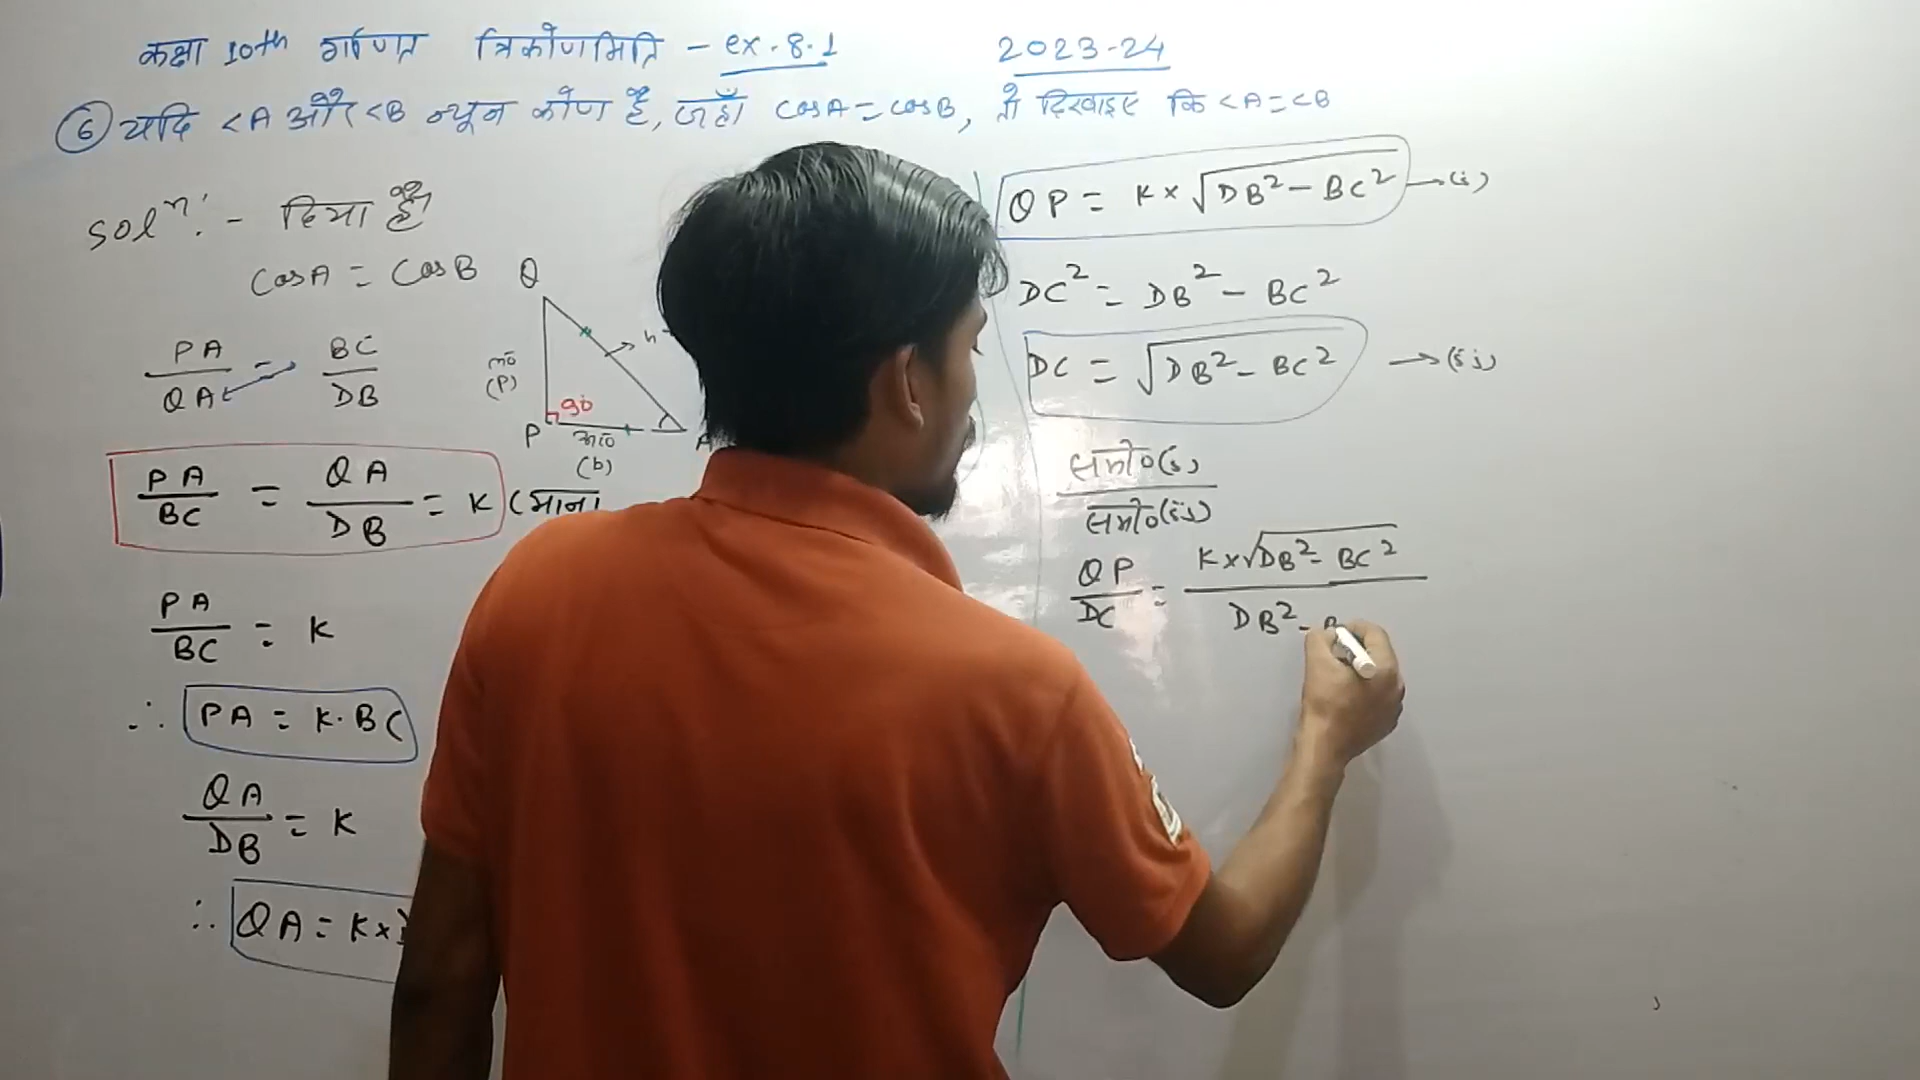 कक्षा 10th गणित त्रिकोणमिति - ex. 8.1 2023-24
⑥ यदि <A और <B न्यून कोण है, जहाँ cosA = cosB, तो दिखाइए कि <A = <B
Solⁿ: - दिया है
CosA = CosB
PA/QA = BC/DB
PA/BC = QA/DB = K (माना
PA/BC = K
∴ PA = K·BC
QA/DB = K
∴ QA = K×
Q
(P)
h
90
P
(b)
QP = K×√DB² - BC² → (i)
DC² = DB² - BC²
DC = √DB² - BC² → (ii)
समी०(i)
समी०(ii)
QP/DC = K×√DB² - BC²
DB² - B